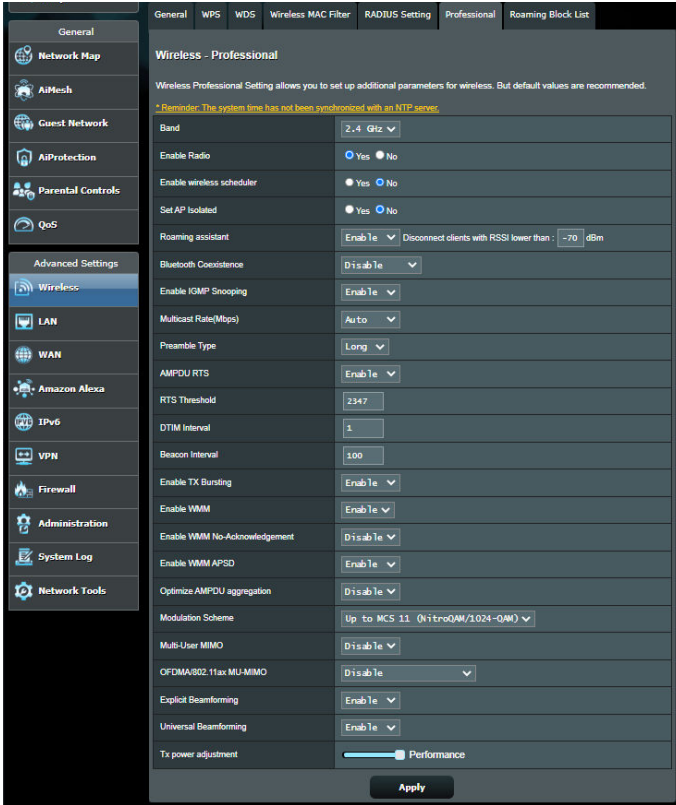 General WPS WDS Wireless MAC Filter RADIUS Setting Professional Roaming Block List
General
Network Map
AiMesh
Guest Network
AiProtection
Parental Controls
QoS
Advanced Settings
Wireless
LAN
WAN
Amazon Alexa
IPv6
VPN
Firewall
Administration
System Log
Network Tools
Wireless - Professional
Wireless Professional Setting allows you to set up additional parameters for wireless. But default values are recommended.
* Reminder: The system time has not been synchronized with an NTP server.
Band 2.4 GHz
Enable Radio Yes No
Enable wireless scheduler Yes No
Set AP Isolated Yes No
Roaming assistant Enable Disconnect clients with RSSI lower than : -70 dBm
Bluetooth Coexistence Disable
Enable IGMP Snooping Enable
Multicast Rate(Mbps) Auto
Preamble Type Long
AMPDU RTS Enable
RTS Threshold 2347
DTIM Interval 1
Beacon Interval 100
Enable TX Bursting Enable
Enable WMM Enable
Enable WMM No-Acknowledgement Disable
Enable WMM APSD Enable
Optimize AMPDU aggregation Disable
Modulation Scheme Up to MCS 11 (NitroQAM/1024-QAM)
Multi-User MIMO Disable
OFDMA/802.11ax MU-MIMO Disable
Explicit Beamforming Enable
Universal Beamforming Enable
Tx power adjustment Performance
Apply